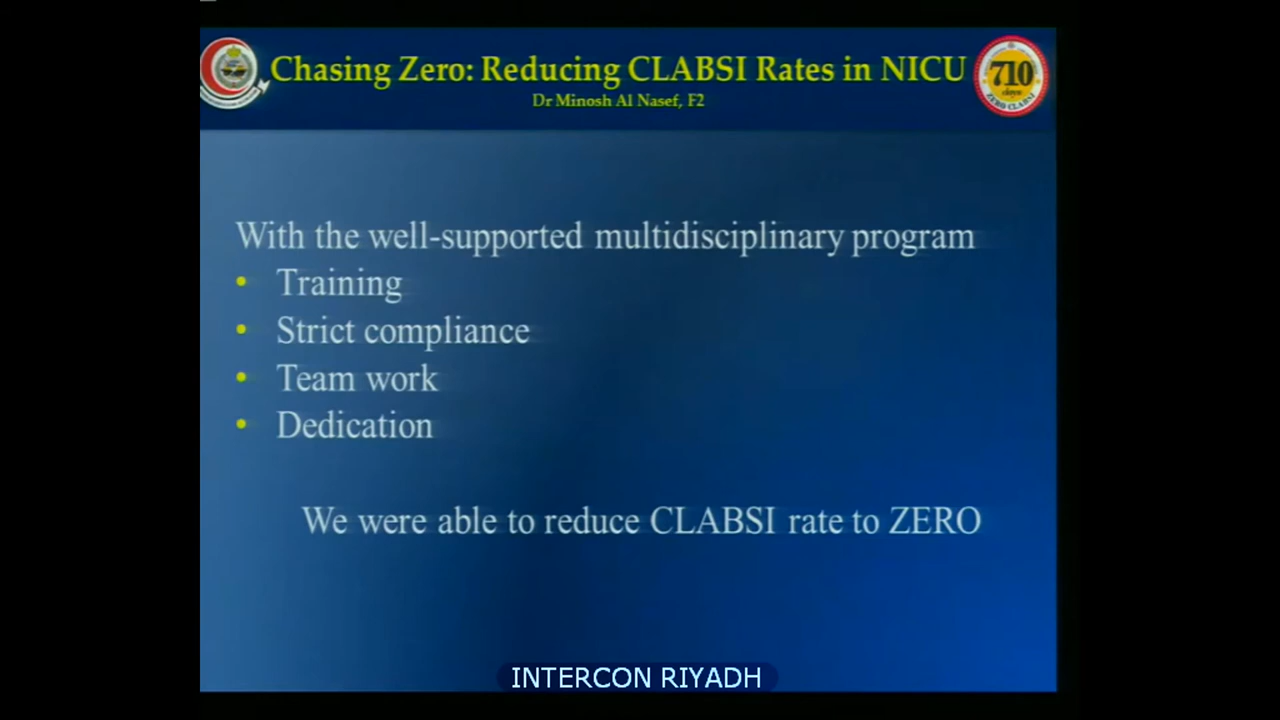 Chasing Zero: Reducing CLABSI Rates in NICU
Dr Minosh Al Nasef, F2
710
days
ZERO CLABSI
With the well-supported multidisciplinary program
• Training
• Strict compliance
• Team work
• Dedication
We were able to reduce CLABSI rate to ZERO
INTERCON RIYADH